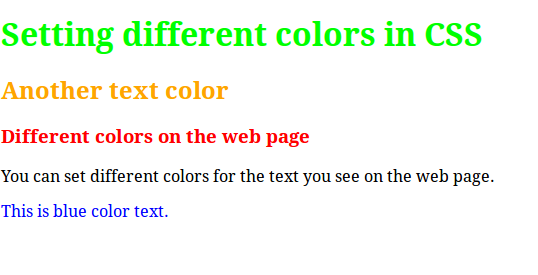 Setting different colors in CSS
Another text color
Different colors on the web page
You can set different colors for the text you see on the web page.
This is blue color text.